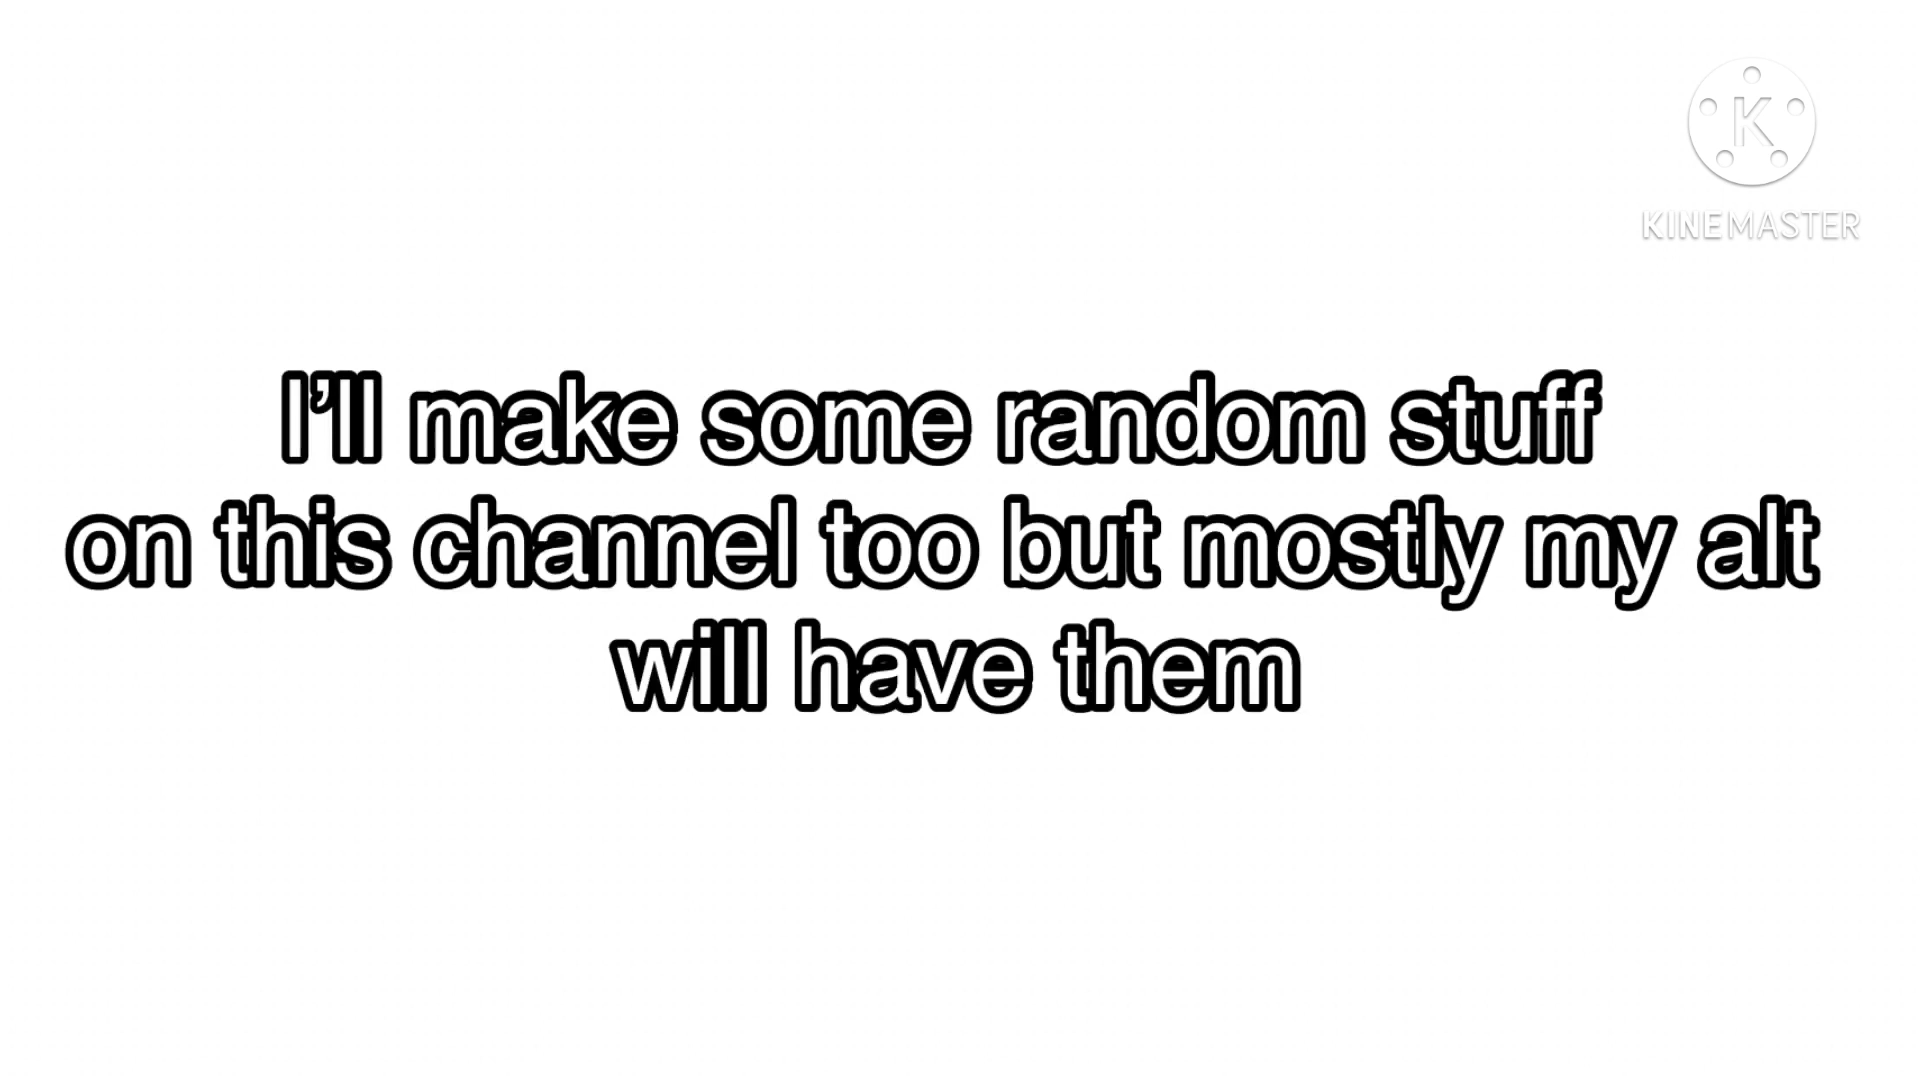 K
KINEMASTER
I’ll make some random stuff
on this channel too but mostly my alt
will have them